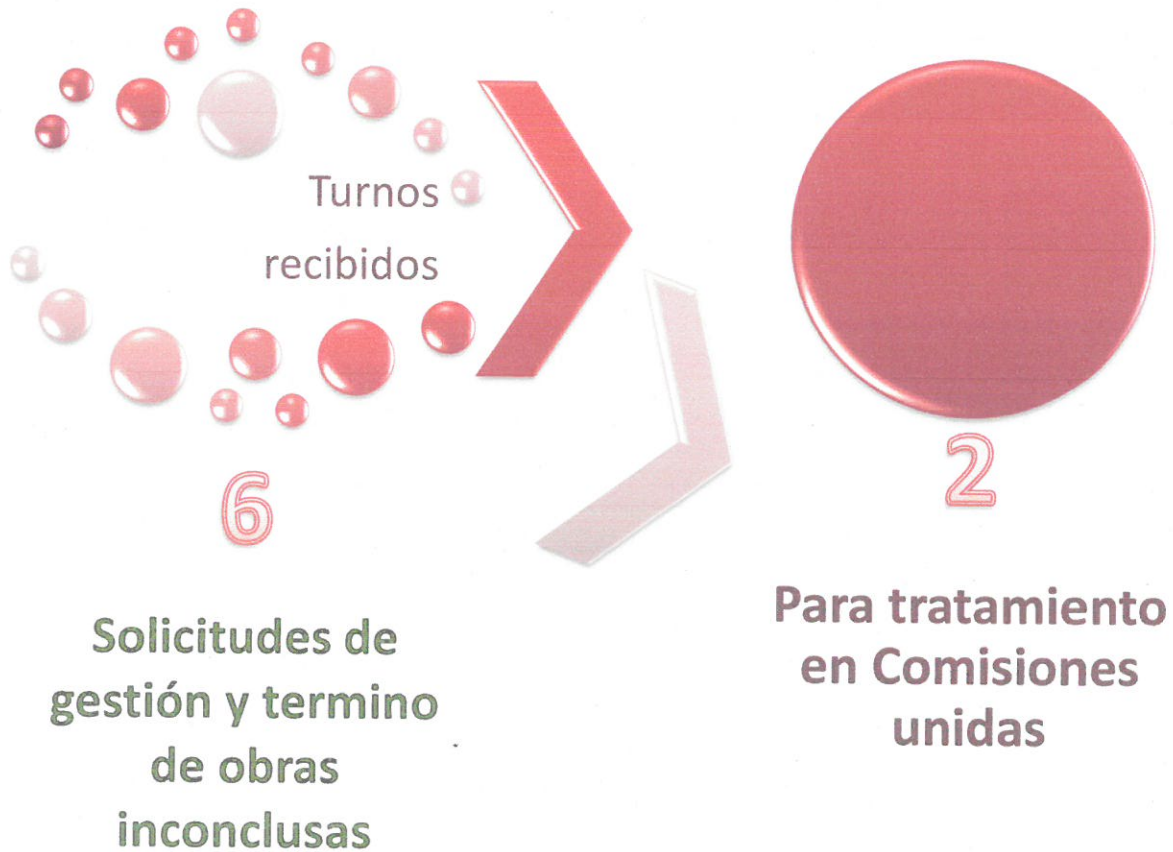 Turnos
recibidos
6
Solicitudes de
gestión y termino
de obras
inconclusas
2
Para tratamiento
en Comisiones
unidas